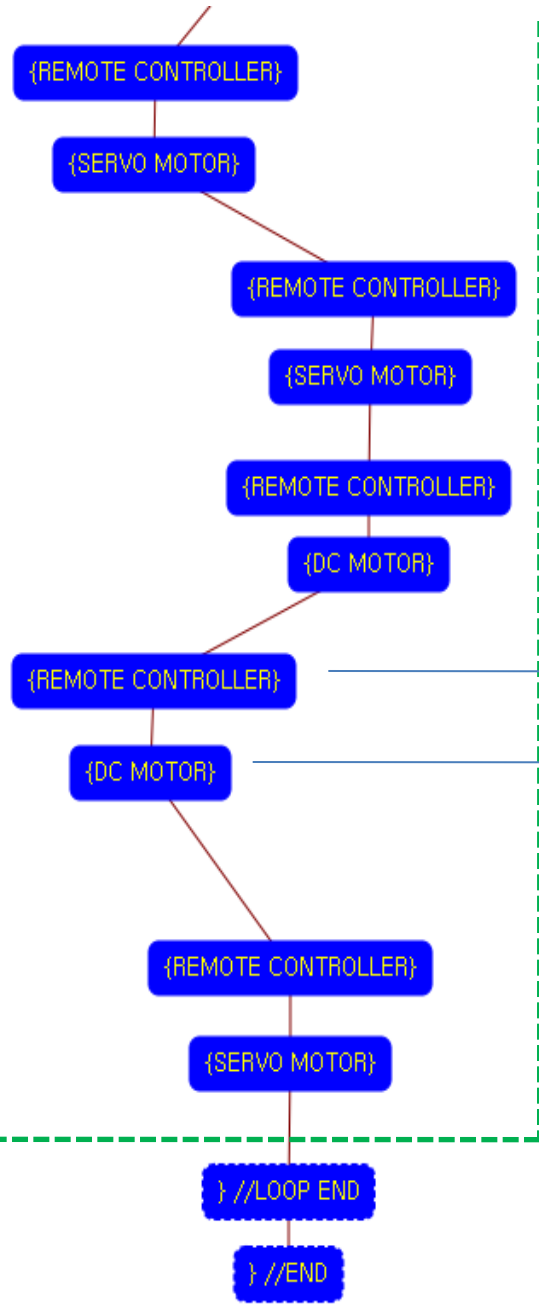 {REMOTE CONTROLLER}
{SERVO MOTOR}
{REMOTE CONTROLLER}
{SERVO MOTOR}
{REMOTE CONTROLLER}
{DC MOTOR}
{REMOTE CONTROLLER}
{DC MOTOR}
{REMOTE CONTROLLER}
{SERVO MOTOR}
} //LOOP END
} //END